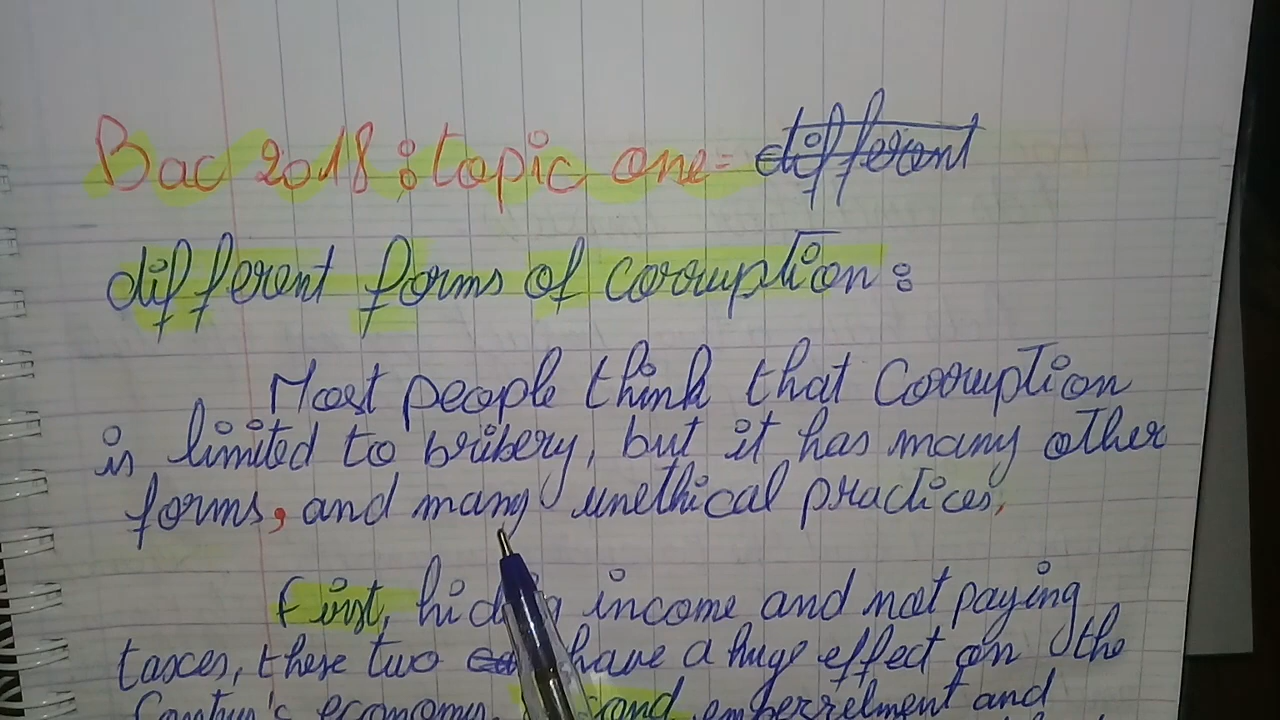 Bac 2018 : topic one = different
different forms of corruption :
Most people think that Corruption
is limited to bribery, but it has many other
forms, and many unethical practices,
First, hiding income and not paying
taxes, these two have a huge effect on the
economy. and